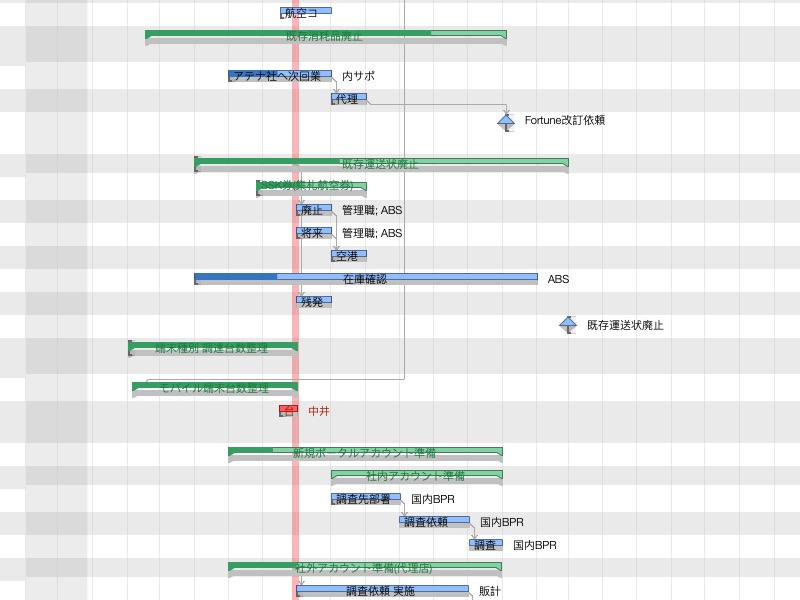 航空コ
既存消耗品廃止
アテナ社へ次回業 内サポ
代理
Fortune改訂依頼
既存運送状廃止
SSK券(集札航空券)
廃止 管理職; ABS
将来 管理職; ABS
空港
在庫確認 ABS
残発
既存運送状廃止
端末種別 調達台数整理
モバイル端末台数整理
台 中井
新規ポータルアカウント準備
社内アカウント準備
調査先部署 国内BPR
調査依頼 国内BPR
調査 国内BPR
社外アカウント準備(代理店)
調査依頼 実施 販計